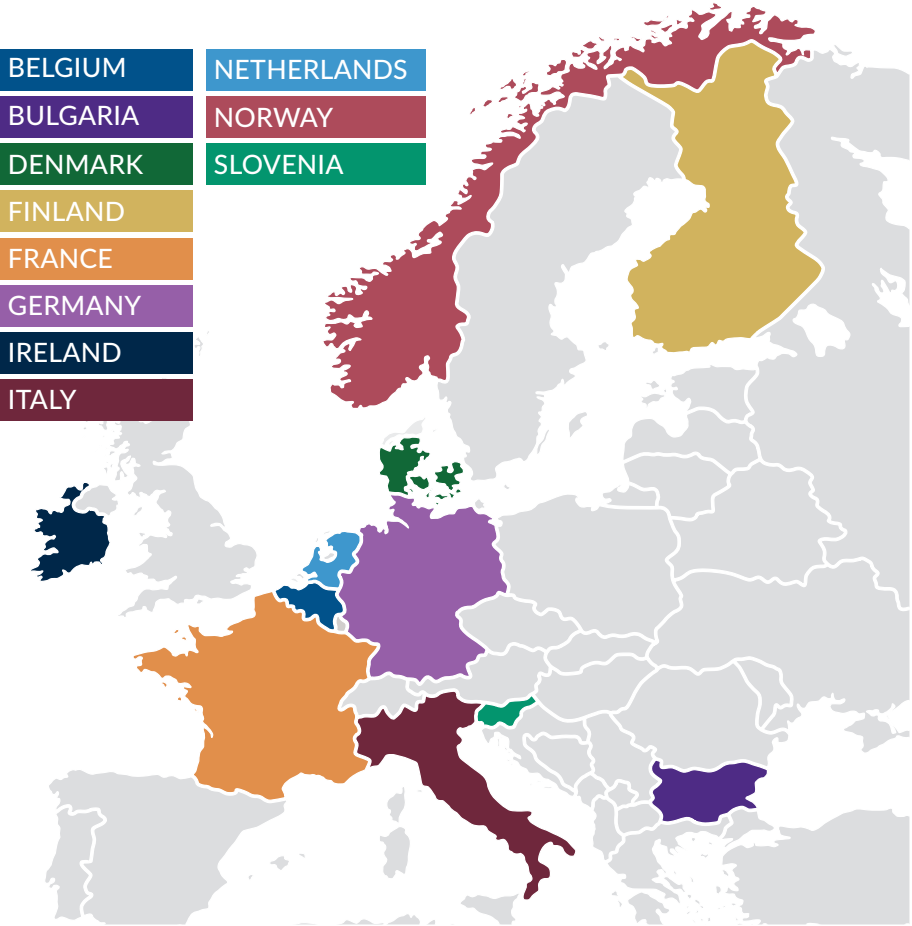 BELGIUM
BULGARIA
DENMARK
FINLAND
FRANCE
GERMANY
IRELAND
ITALY
NETHERLANDS
NORWAY
SLOVENIA